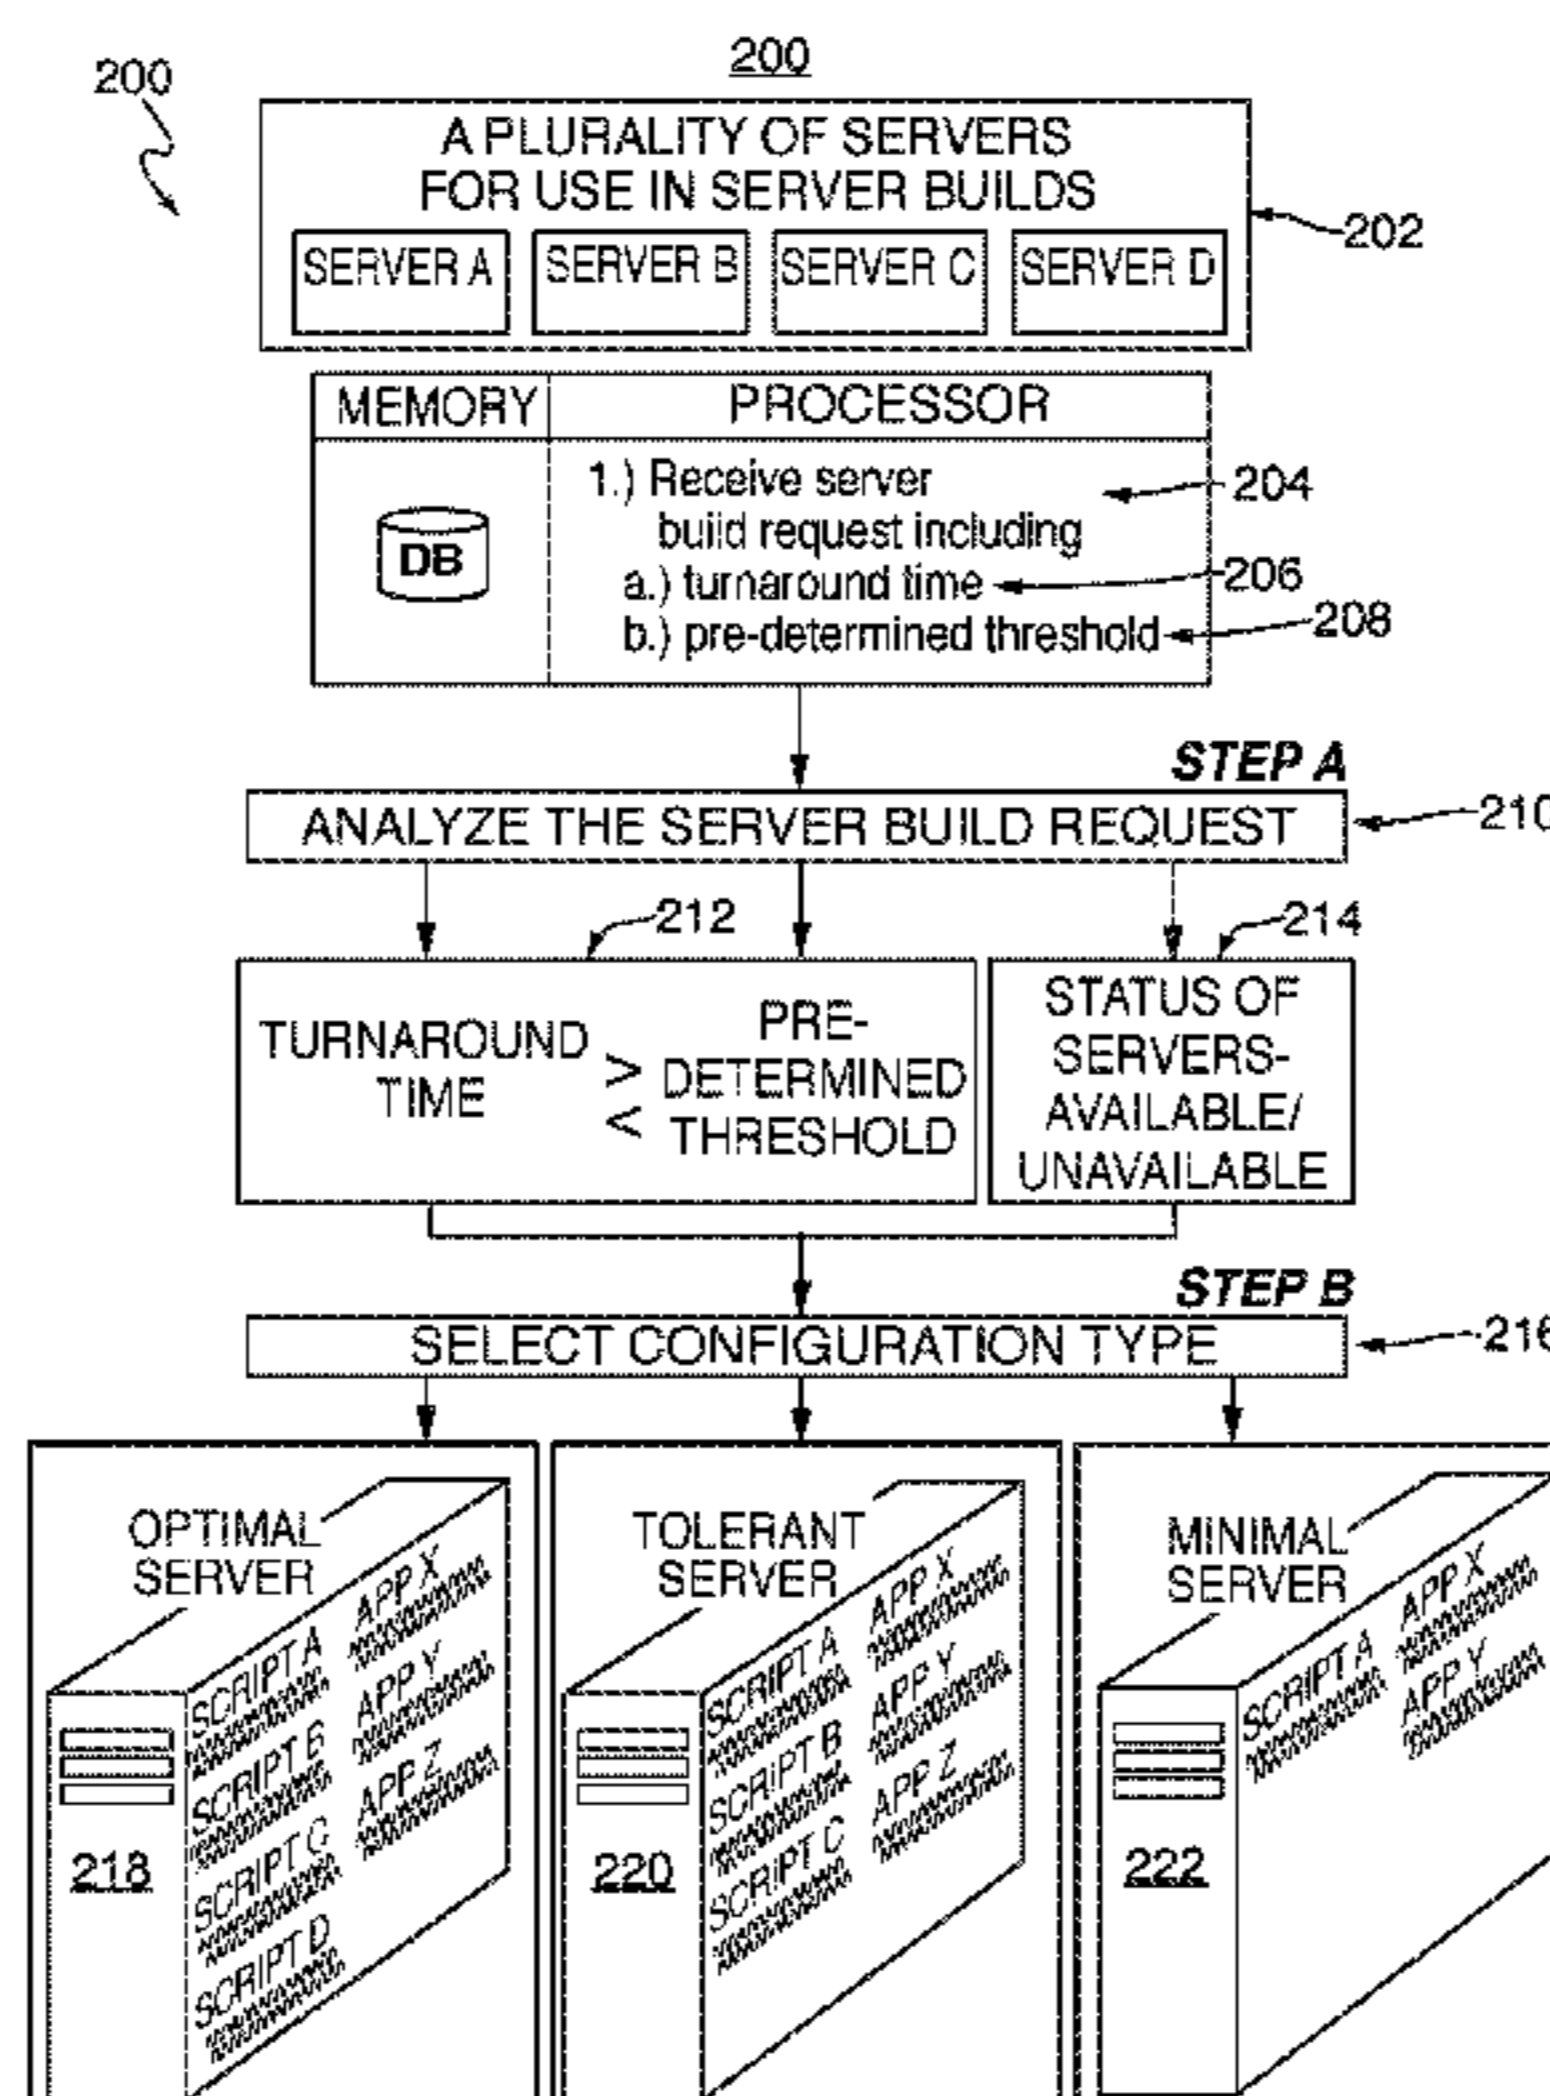 200
200
A PLURALITY OF SERVERS
FOR USE IN SERVER BUILDS
202
SERVER A
SERVER B
SERVER C
SERVER D
MEMORY
PROCESSOR
DB
1.) Receive server
build request including
a.) turnaround time
b.) pre-determined threshold
204
206
208
STEP A
ANALYZE THE SERVER BUILD REQUEST
210
212
214
TURNAROUND
TIME
>
<
PRE-
DETERMINED
THRESHOLD
STATUS OF
SERVERS-
AVAILABLE/
UNAVAILABLE
STEP B
SELECT CONFIGURATION TYPE
216
OPTIMAL
SERVER
SCRIPT A
SCRIPT B
SCRIPT C
SCRIPT D
APP X
APP Y
APP Z
218
TOLERANT
SERVER
SCRIPT A
SCRIPT B
SCRIPT C
APP X
APP Y
APP Z
220
MINIMAL
SERVER
SCRIPT A
APP X
APP Y
222